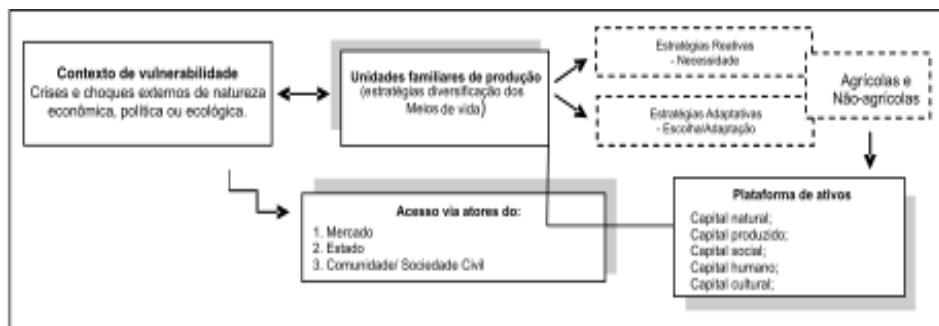 Contexto de vulnerabilidade
Crises e choques externos de natureza
econômica, política ou ecológica.
Unidades familiares de produção
(estratégias diversificação dos
Meios de vida)
Estratégias Reativas
- Necessidade
Estratégias Adaptativas
- Escolha/Adaptação
Agrícolas e
Não-agrícolas
Acesso via atores do:
1. Mercado
2. Estado
3. Comunidade/ Sociedade Civil
Plataforma de ativos
Capital natural;
Capital produzido;
Capital social;
Capital humano;
Capital cultural;